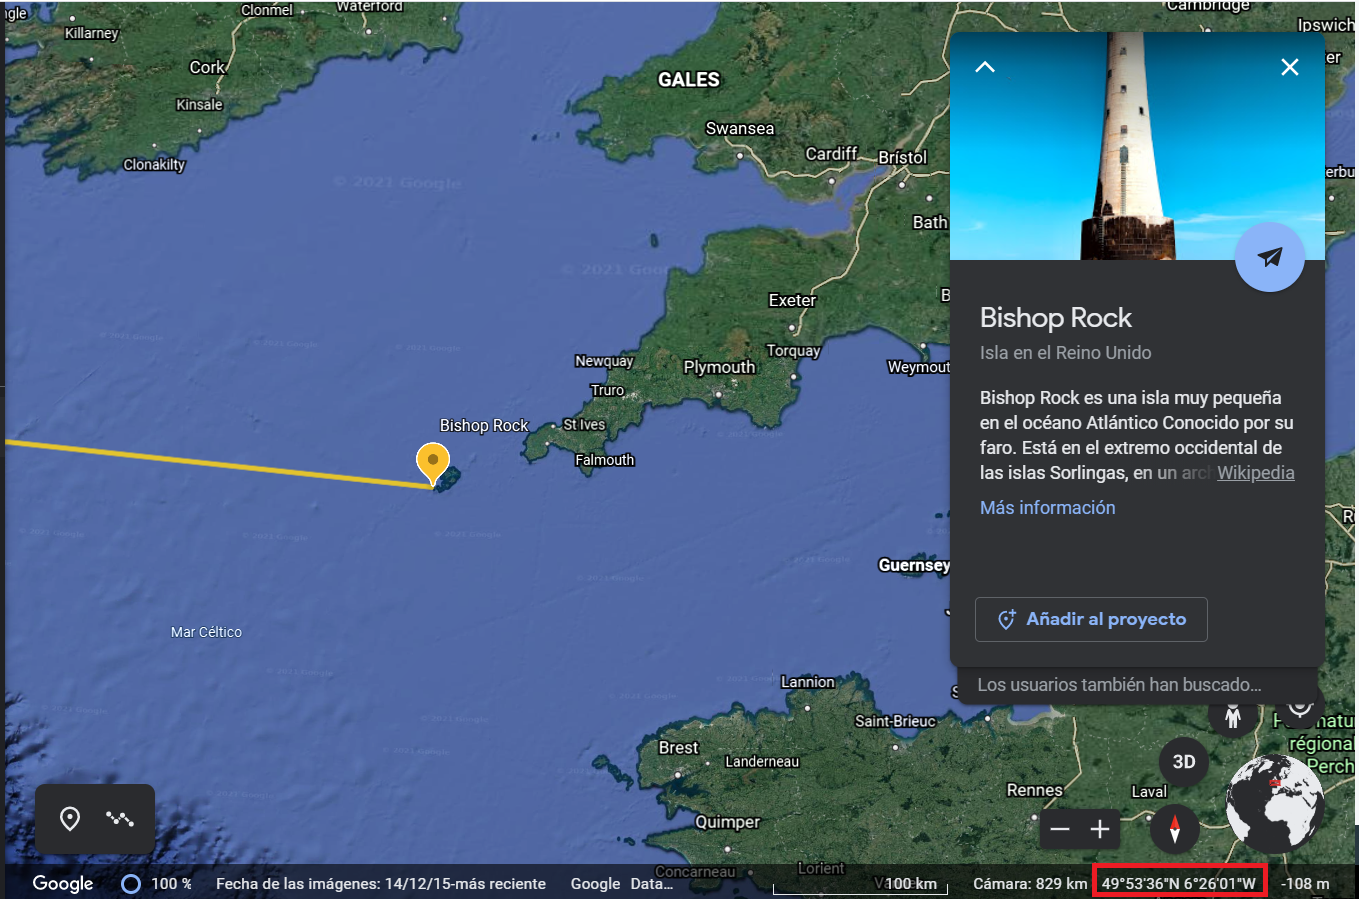 Clonmel
Waterford
Killarney
Cork
Kinsale
Clonakilty
GALES
Swansea
Cardiff
Bristol
Bath
Cambridge
Ipswich
© 2021 Google
Exeter
Torquay
Plymouth
Newquay
Truro
St Ives
Falmouth
Weymout
Bishop Rock
Guernsey
Mar Céltico
Lannion
Saint-Brieuc
Brest
Landerneau
Rennes
Laval
Quimper
Concarneau
Lorient
Bishop Rock
Isla en el Reino Unido
Bishop Rock es una isla muy pequeña
en el océano Atlántico Conocido por su
faro. Está en el extremo occidental de
las islas Sorlingas, en un arch Wikipedia
Más información
Añadir al proyecto
Los usuarios también han buscado...
régional
Perch
3D
Google
100 %
Fecha de las imágenes: 14/12/15-más reciente
Google
Data...
100 km
Cámara: 829 km
49°53'36"N 6°26'01"W
-108 m